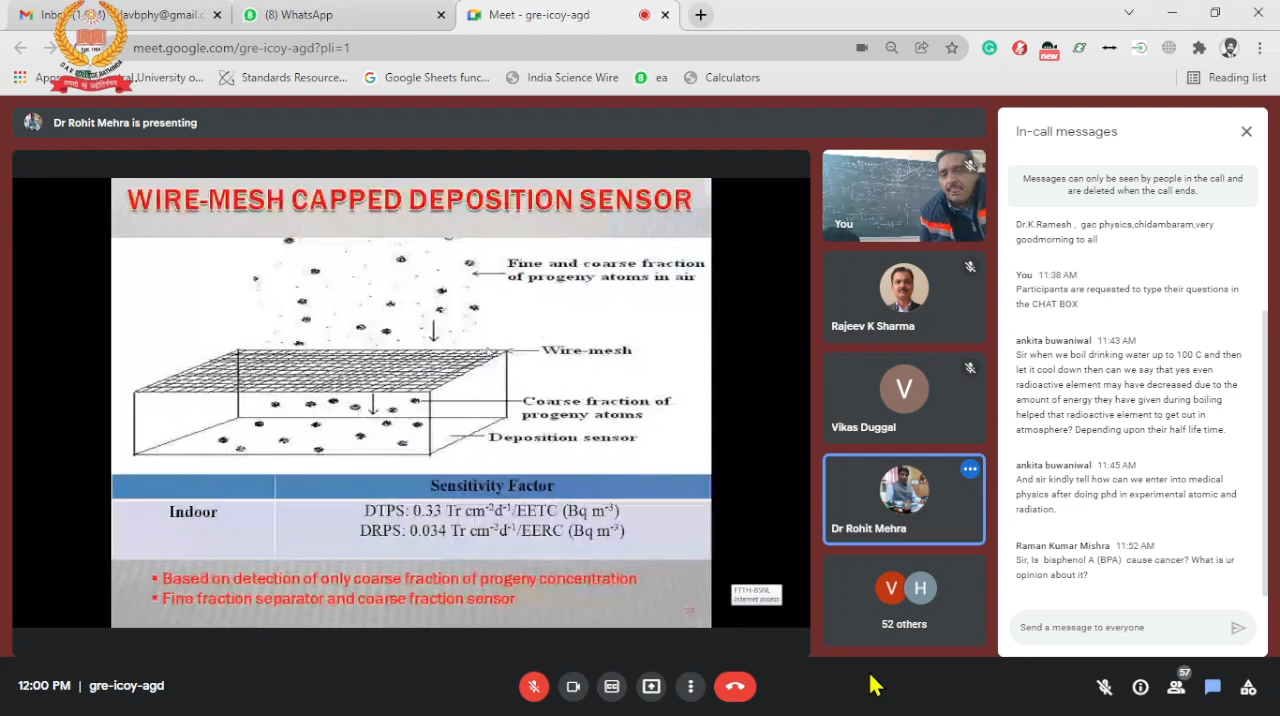 Inbox (1
davbphy@gmail.c
(8) WhatsApp
Meet - gre-icoy-agd
meet.google.com/gre-icoy-agd?pli=1
new
University o...
Standards Resource...
Google Sheets func...
India Science Wire
8 ea
Calculators
Reading list
Dr Rohit Mehra is presenting
WIRE-MESH CAPPED DEPOSITION SENSOR
Fine and coarse fraction
of progeny atoms in air
Wire-mesh
Coarse fraction of
progeny atoms
Deposition sensor
Sensitivity Factor
Indoor
DTPS: 0.33 Tr cm⁻²d⁻¹/EETC (Bq m⁻³)
DRPS: 0.034 Tr cm⁻²d⁻¹/EERC (Bq m⁻³)
▪ Based on detection of only coarse fraction of progeny concentration
▪ Fine fraction separator and coarse fraction sensor
FTTH-BSNL
Internet access
You
Rajeev K Sharma
V
Vikas Duggal
Dr Rohit Mehra
V H
52 others
In-call messages
Messages can only be seen by people in the call and
are deleted when the call ends.
Dr.K.Ramesh , gac physics,chidambaram,very
goodmorning to all
You 11:38 AM
Participants are requested to type their questions in
the CHAT BOX
ankita buwaniwal 11:43 AM
Sir when we boil drinking water up to 100 C and then
let it cool down then can we say that yes even
radioactive element may have decreased due to the
amount of energy they have given during boiling
helped that radioactive element to get out in
atmosphere? Depending upon their half life time.
ankita buwaniwal 11:45 AM
And sir kindly tell how can we enter into medical
physics after doing phd in experimental atomic and
radiation.
Raman Kumar Mishra 11:52 AM
Sir, Is bisphenol A (BPA) cause cancer? What is ur
opinion about it?
Send a message to everyone
12:00 PM | gre-icoy-agd
57